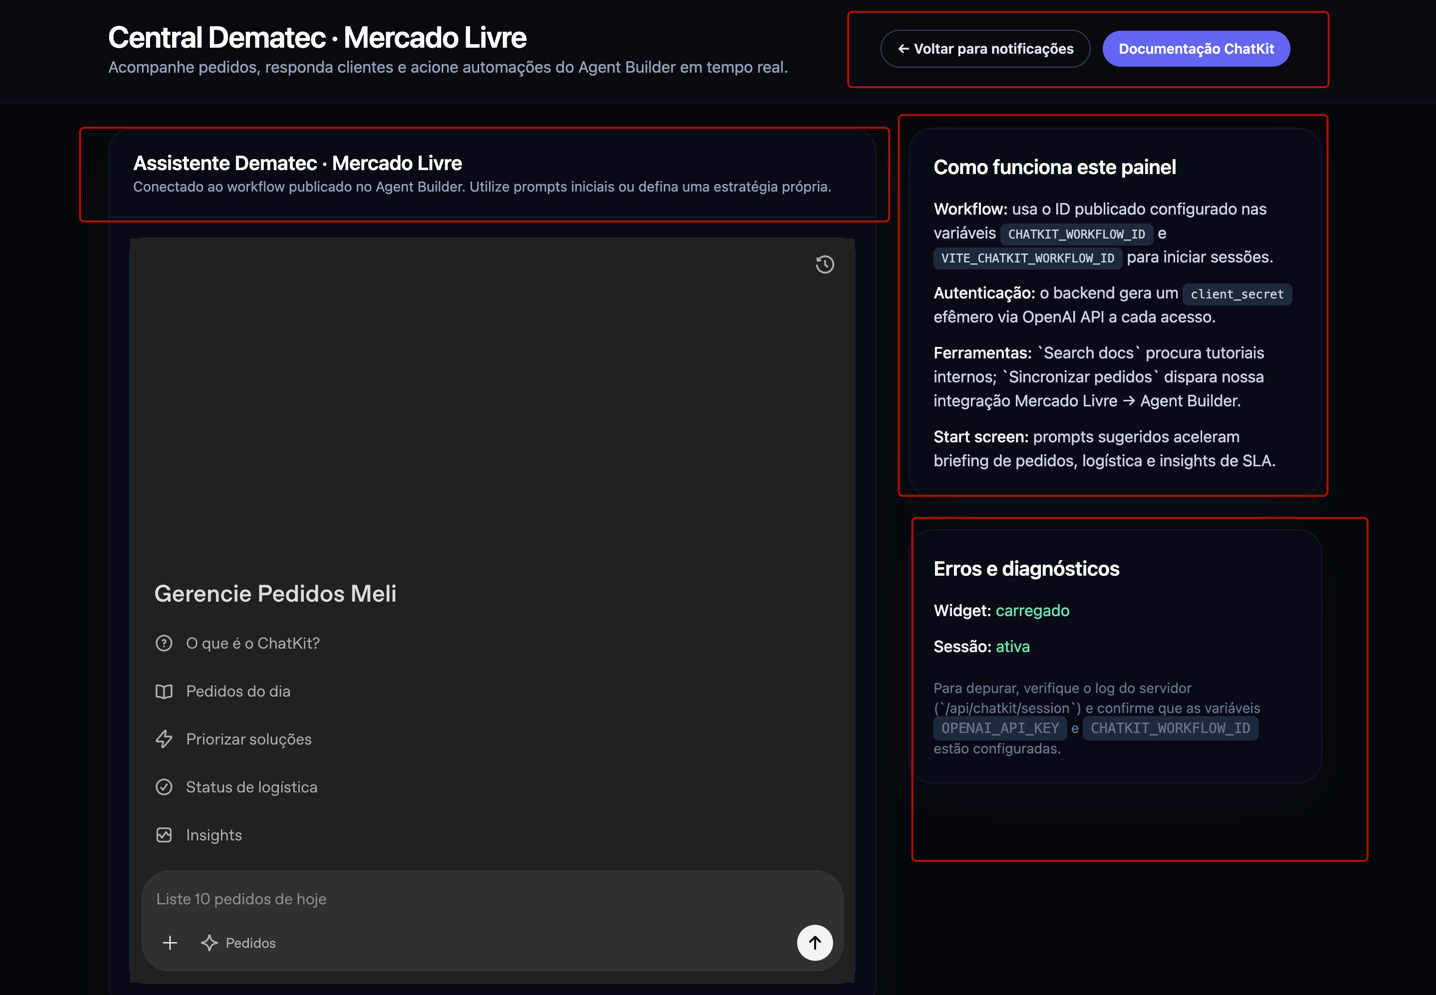 Central Dematec · Mercado Livre
Acompanhe pedidos, responda clientes e acione automações do Agent Builder em tempo real.
← Voltar para notificações
Documentação ChatKit
Assistente Dematec · Mercado Livre
Conectado ao workflow publicado no Agent Builder. Utilize prompts iniciais ou defina uma estratégia própria.
Gerencie Pedidos Meli
O que é o ChatKit?
Pedidos do dia
Priorizar soluções
Status de logística
Insights
Liste 10 pedidos de hoje
Pedidos
Como funciona este painel
Workflow: usa o ID publicado configurado nas
variáveis CHATKIT_WORKFLOW_ID e
VITE_CHATKIT_WORKFLOW_ID para iniciar sessões.
Autenticação: o backend gera um client_secret
efêmero via OpenAI API a cada acesso.
Ferramentas: `Search docs` procura tutoriais
internos; `Sincronizar pedidos` dispara nossa
integração Mercado Livre → Agent Builder.
Start screen: prompts sugeridos aceleram
briefing de pedidos, logística e insights de SLA.
Erros e diagnósticos
Widget: carregado
Sessão: ativa
Para depurar, verifique o log do servidor
(`/api/chatkit/session`) e confirme que as variáveis
OPENAI_API_KEY e CHATKIT_WORKFLOW_ID
estão configuradas.